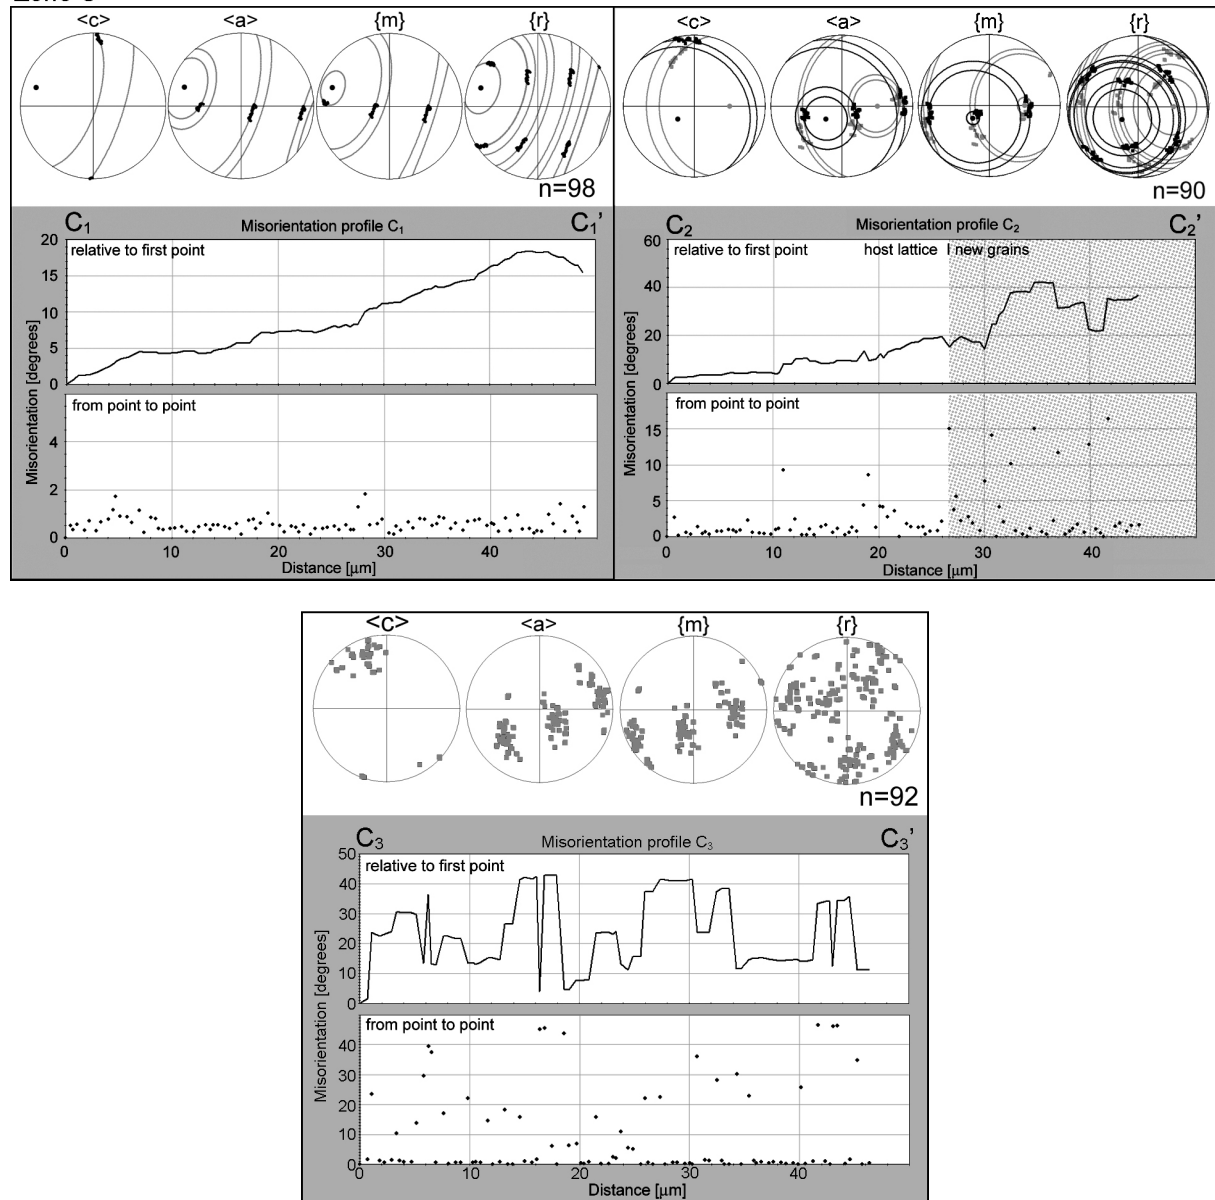 <c> <a> {m} {r}
n=98
C₁ Misorientation profile C₁ C₁’
relative to first point
20
15
10
5
0
from point to point
4
2
0
Misorientation [degrees]
0 10 20 30 40
Distance [µm]
<c> <a> {m} {r}
n=90
C₂ Misorientation profile C₂ C₂’
relative to first point host lattice I new grains
60
40
20
0
from point to point
15
10
5
0
Misorientation [degrees]
0 10 20 30 40
Distance [µm]
<c> <a> {m} {r}
n=92
C₃ Misorientation profile C₃ C₃’
relative to first point
50
40
30
20
10
0
from point to point
40
30
20
10
0
Misorientation [degrees]
0 10 20 30 40
Distance [µm]